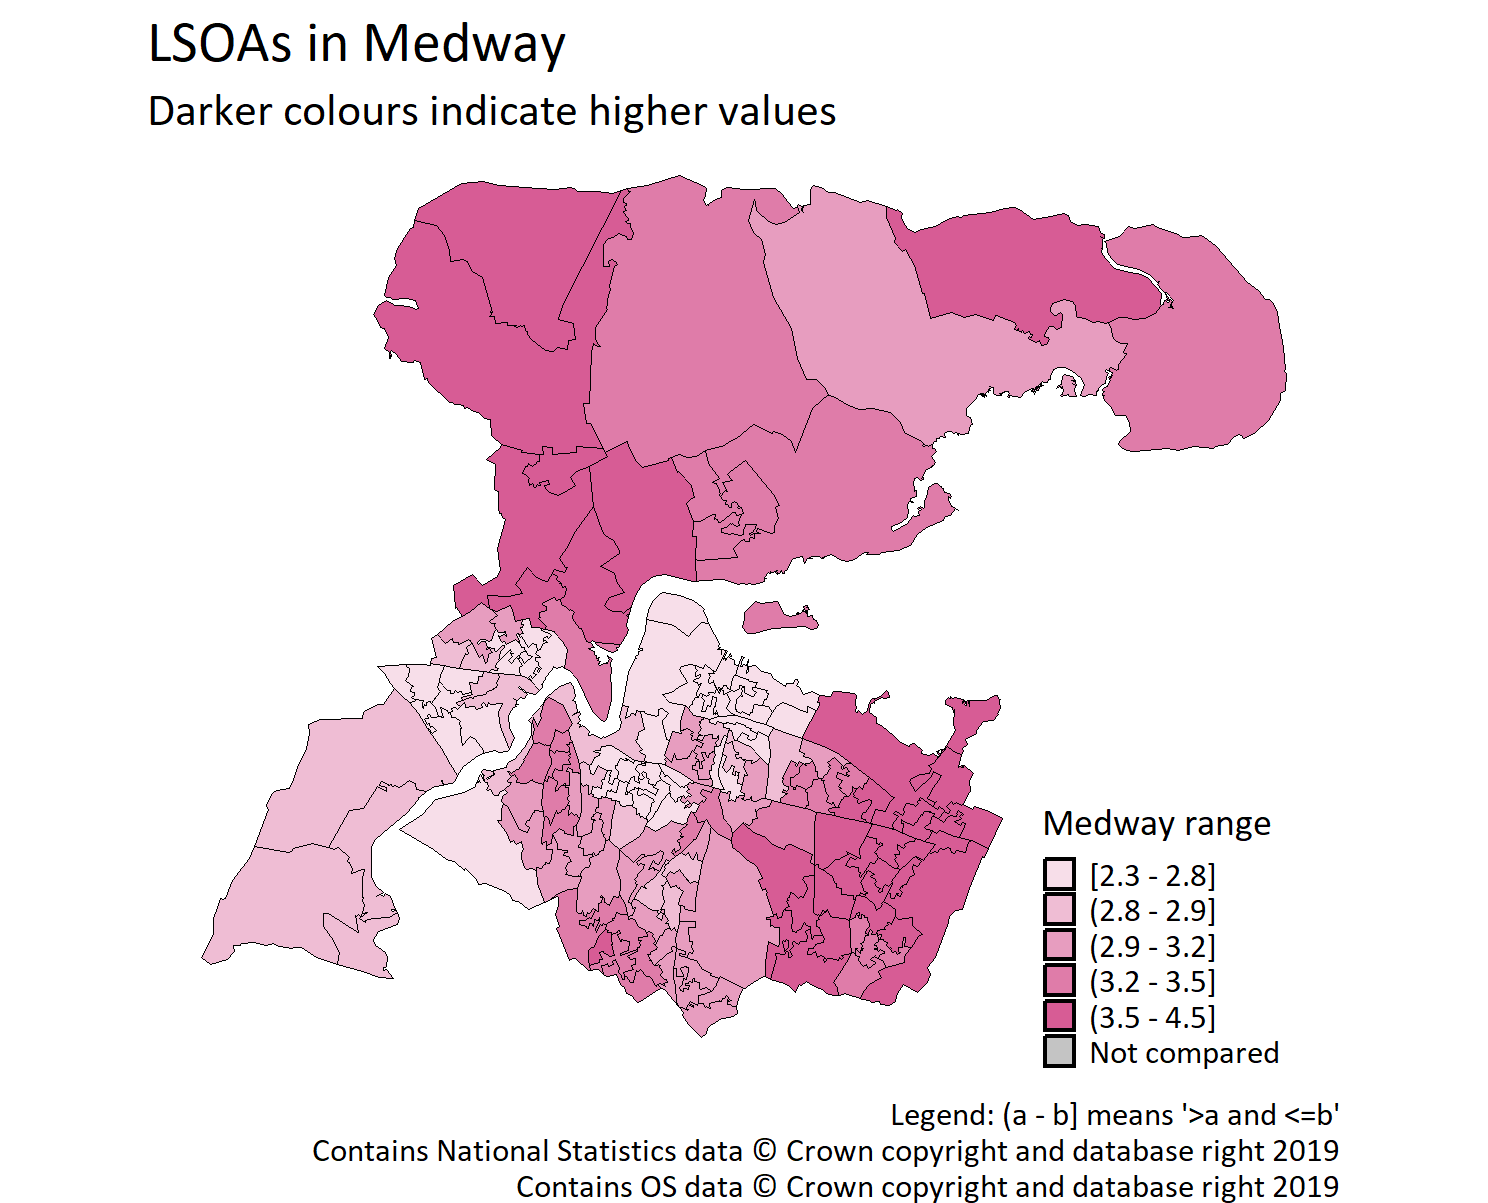 LSOAs in Medway
Darker colours indicate higher values
Medway range
[2.3 - 2.8]
(2.8 - 2.9]
(2.9 - 3.2]
(3.2 - 3.5]
(3.5 - 4.5]
Not compared
Legend: (a - b] means '>a and <=b'
Contains National Statistics data © Crown copyright and database right 2019
Contains OS data © Crown copyright and database right 2019